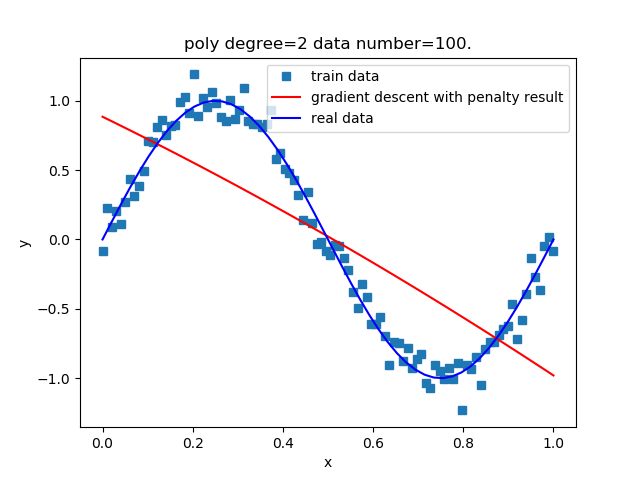 poly degree=2 data number=100.
train data
gradient descent with penalty result
real data
1.0
0.5
0.0
−0.5
−1.0
y
0.0 0.2 0.4 0.6 0.8 1.0
x